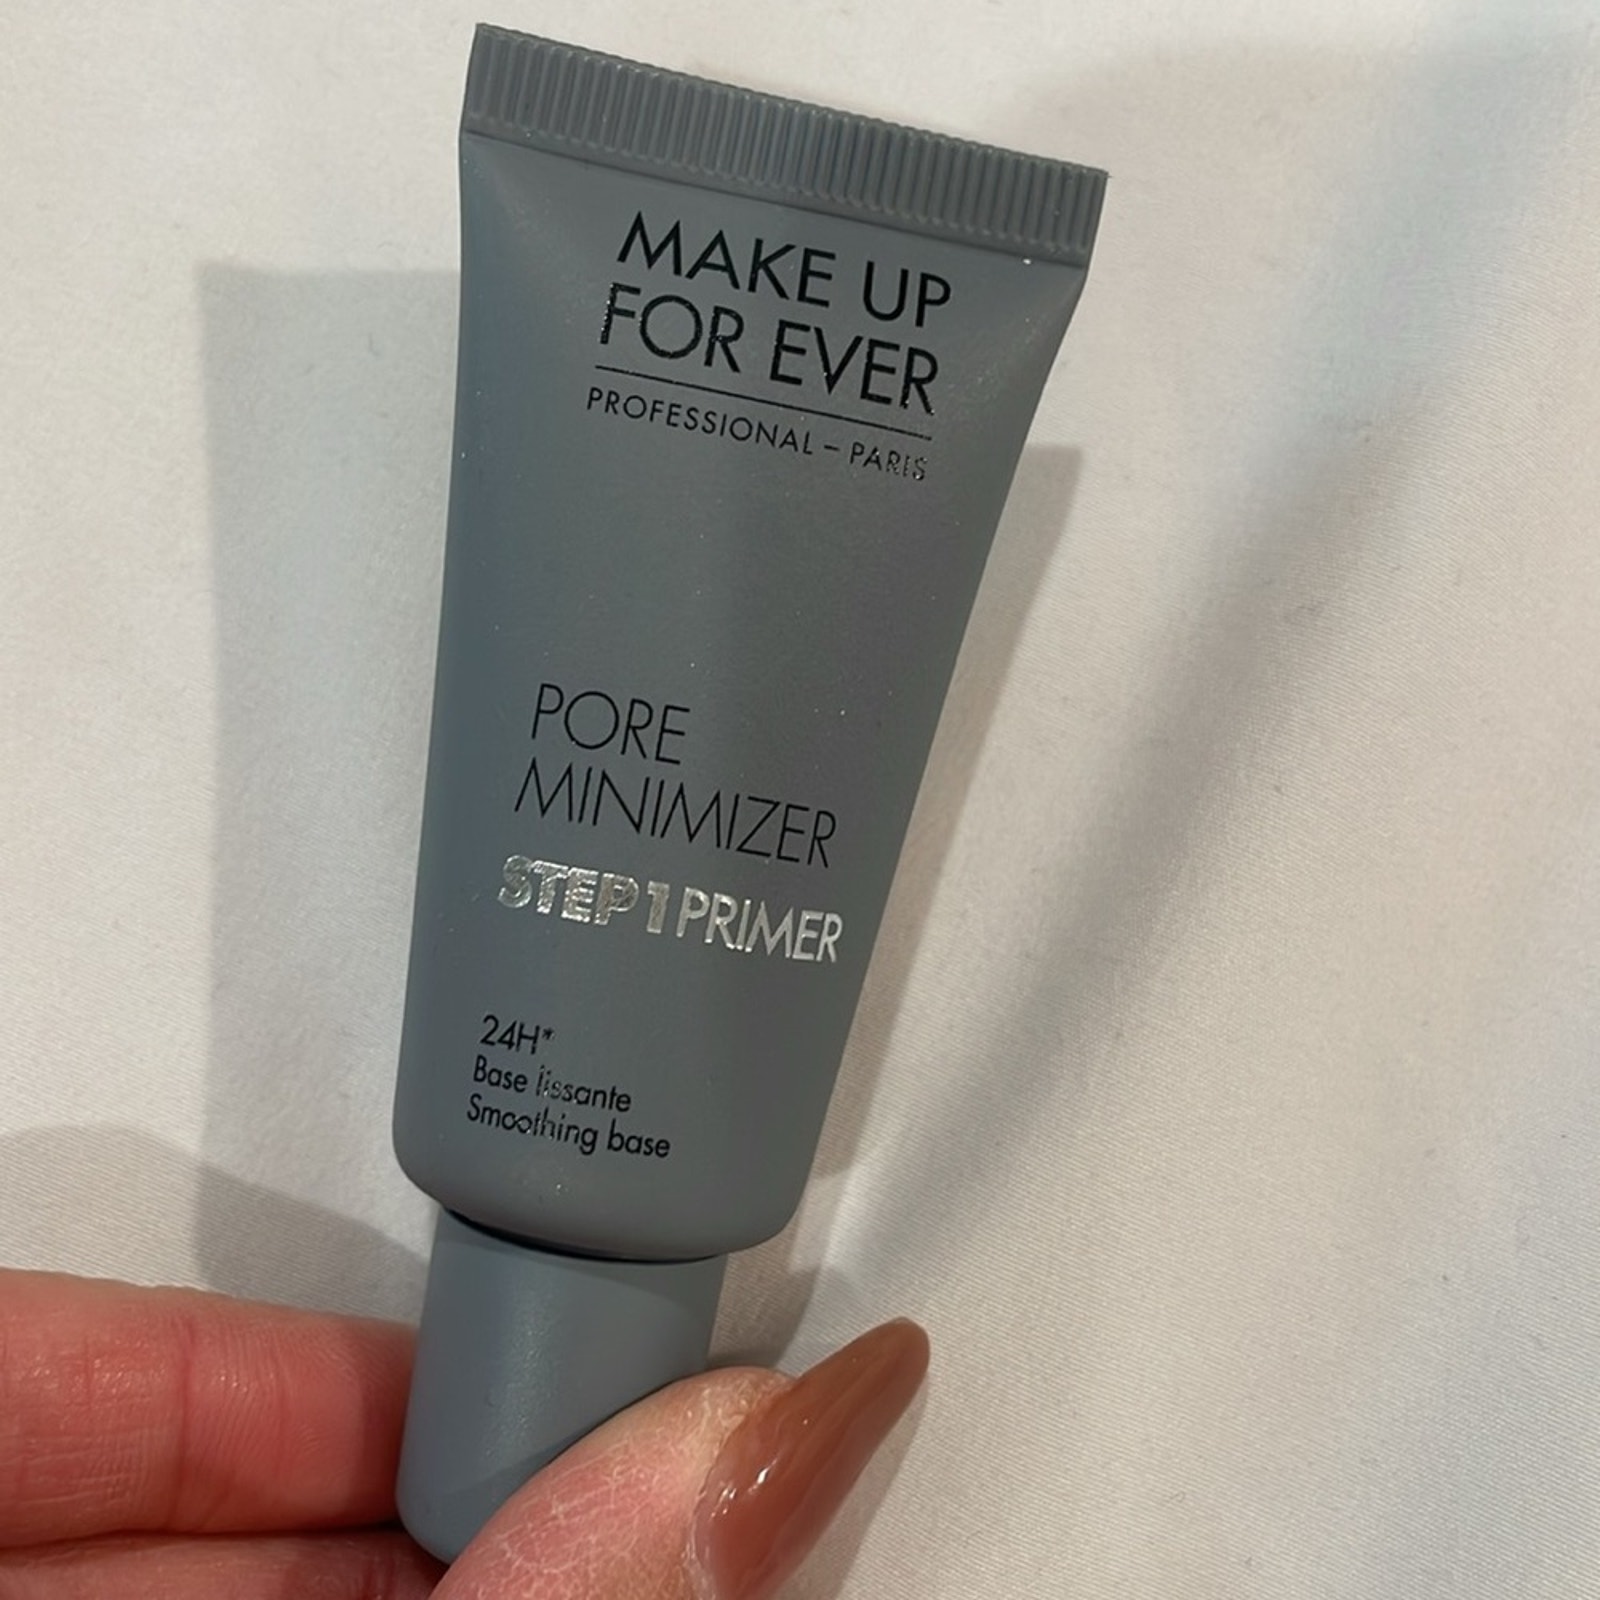 MAKE UP
FOR EVER
PROFESSIONAL – PARIS
PORE
MINIMIZER
STEP 1 PRIMER
24H*
Base lissante
Smoothing base